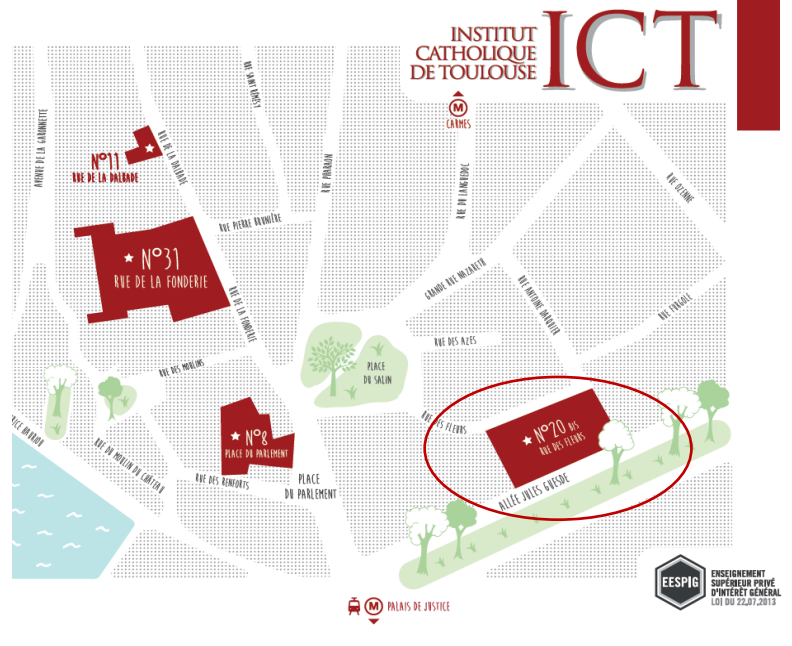 INSTITUT
CATHOLIQUE
DE TOULOUSE
ICT
M
CARMES
AVENUE DE LA GARONNETTE
RUE SAINT RÉMÉSY
N°11
RUE DE LA DALBADE
RUE DE LA DALBADE
RUE PHARAON
RUE DU LANGUEDOC
RUE OZENNE
RUE PIERRE BRUNIÈRE
N°31
RUE DE LA FONDERIE
RUE DE LA FONDERIE
GRANDE RUE NAZARETH
RUE ANTOINE DARQUIER
RUE FURGOLE
RUE DES AZES
PLACE
DU SALIN
RUE DES MOULINS
RUE DES FLEURS
N°20 BIS
RUE DES FLEURS
N°8
PLACE DU PARLEMENT
RUE DU MOULIN DU CHÂTEAU
RUE DES RENFORTS
PLACE
DU PARLEMENT
ALLÉE JULES GUESDE
M PALAIS DE JUSTICE
EESPIG
ENSEIGNEMENT
SUPÉRIEUR PRIVÉ
D'INTÉRÊT GÉNÉRAL
LOI DU 22.07.2013